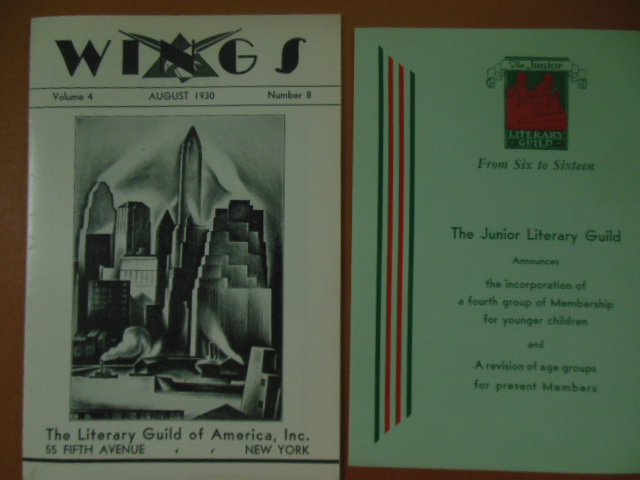 WINGS
Volume 4 AUGUST 1930 Number 8
The Literary Guild of America, Inc.
55 FIFTH AVENUE , , NEW YORK
The Junior
LITERARY
GUILD
From Six to Sixteen
The Junior Literary Guild
Announces
the incorporation of
a fourth group of Membership
for younger children
and
A revision of age groups
for present Members